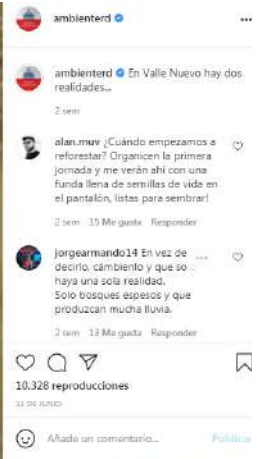 ambienterd
ambienterd En Valle Nuevo hay dos
realidades...
2 sem
alan.muv ¿Cuándo empezamos a
reforestar? Organicen la primera
jornada y me verán ahí con una
funda llena de semillas de vida en
el pantalón, listas para sembrar!
2 sem 15 Me gusta Responder
jorgearmando14 En vez de
decirlo, cámbienlo y que so
haya una sola realidad.
Solo bosques espesos y que
produzcan mucha lluvia.
2 sem 13 Me gusta Responder
10.328 reproducciones
DE JUNIO
Añade un comentario... Publicar